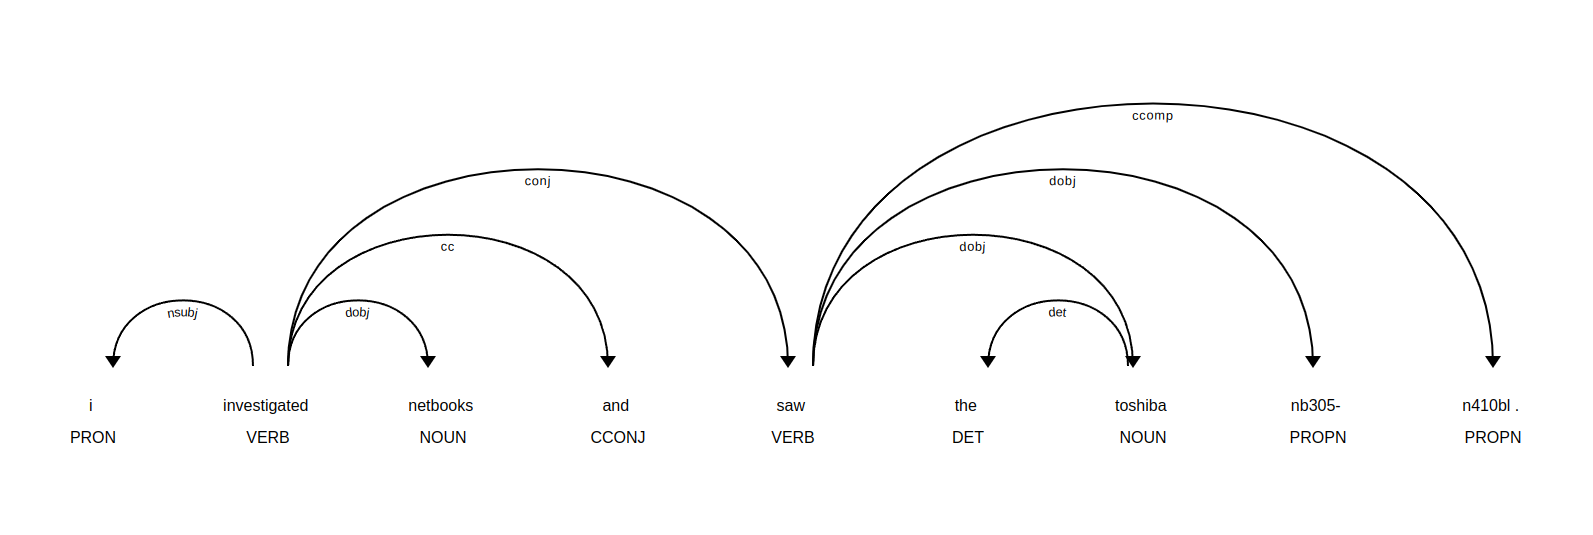 ccomp
conj dobj
cc dobj
nsubj dobj det
i investigated netbooks and saw the toshiba nb305- n410bl .
PRON VERB NOUN CCONJ VERB DET NOUN PROPN PROPN